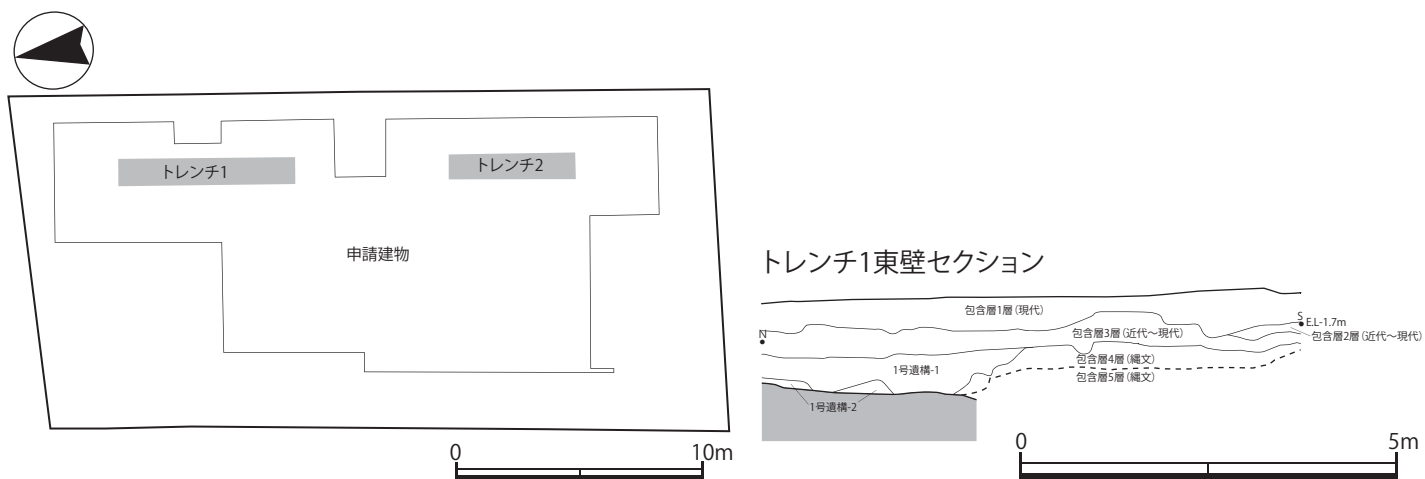 トレンチ1
トレンチ2
申請建物
0 10m
トレンチ1東壁セクション
包含層1層（現代）
N
S
E.L-1.7m
包含層3層（近代～現代）
包含層2層（近代～現代）
包含層4層（縄文）
1号遺構-1
包含層5層（縄文）
1号遺構-2
0 5m